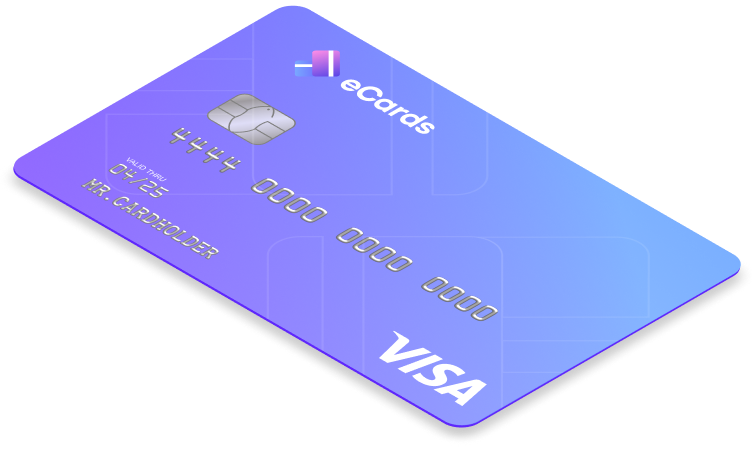 eCards
4444 0000 0000 0000
VALID THRU
04/25
MR.CARDHOLDER
VISA